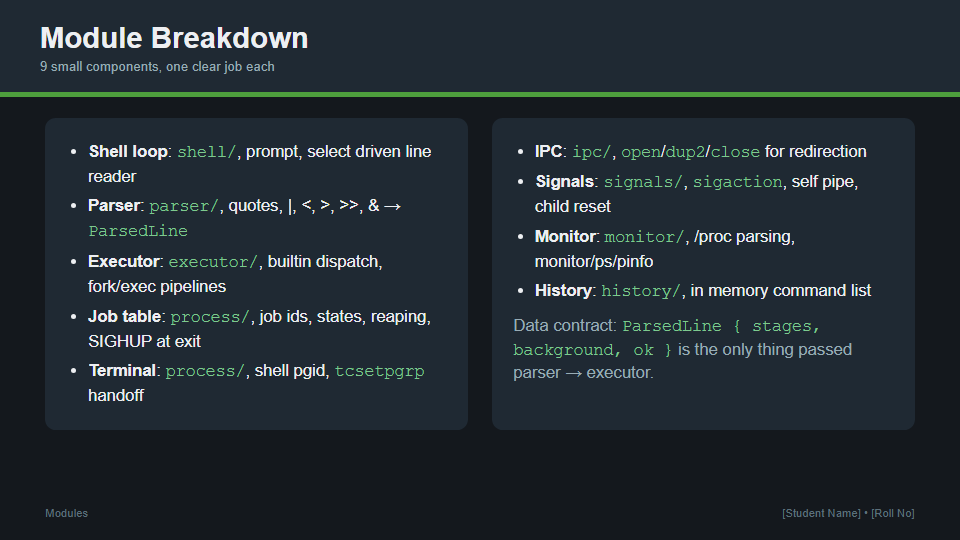 Module Breakdown
9 small components, one clear job each
• Shell loop: shell/, prompt, select driven line
reader
• Parser: parser/, quotes, |, <, >, >>, & →
ParsedLine
• Executor: executor/, builtin dispatch,
fork/exec pipelines
• Job table: process/, job ids, states, reaping,
SIGHUP at exit
• Terminal: process/, shell pgid, tcsetpgrp
handoff
• IPC: ipc/, open/dup2/close for redirection
• Signals: signals/, sigaction, self pipe,
child reset
• Monitor: monitor/, /proc parsing,
monitor/ps/pinfo
• History: history/, in memory command list
Data contract: ParsedLine { stages,
background, ok } is the only thing passed
parser → executor.
Modules
[Student Name] • [Roll No]